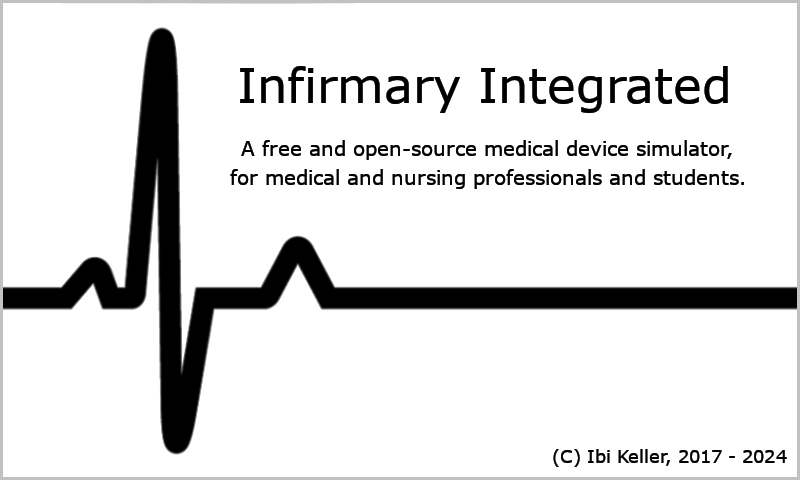 Infirmary Integrated
A free and open-source medical device simulator,
for medical and nursing professionals and students.
(C) Ibi Keller, 2017 - 2024